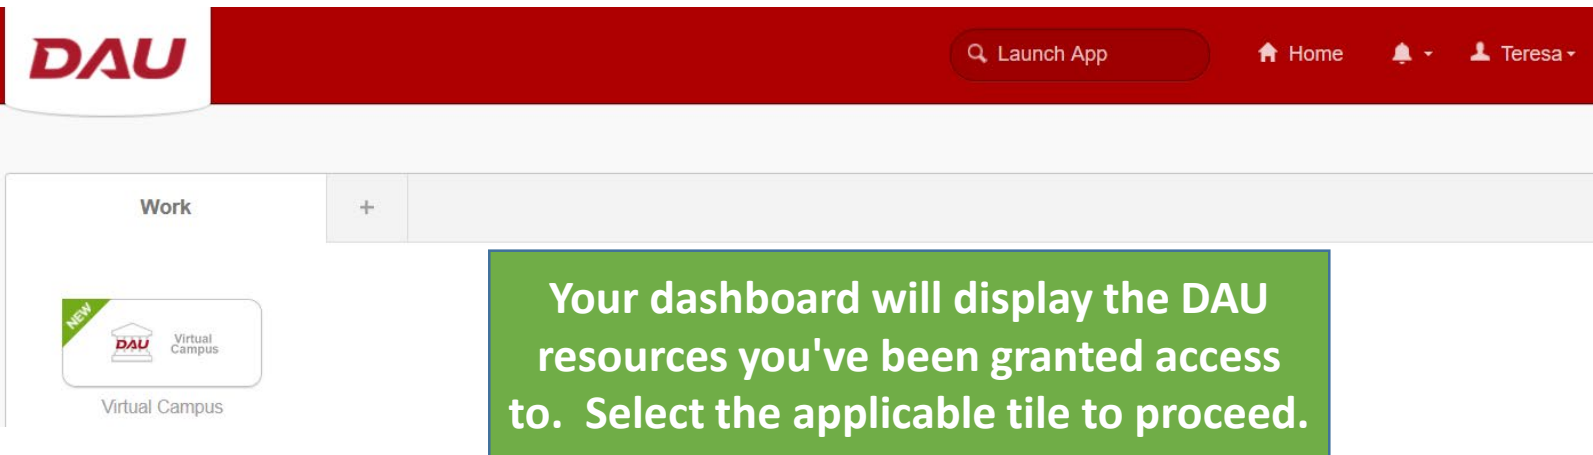 DAU
Launch App
Home
Teresa
Work
+
NEW
DAU
Virtual
Campus
Virtual Campus
Your dashboard will display the DAU
resources you've been granted access
to.  Select the applicable tile to proceed.